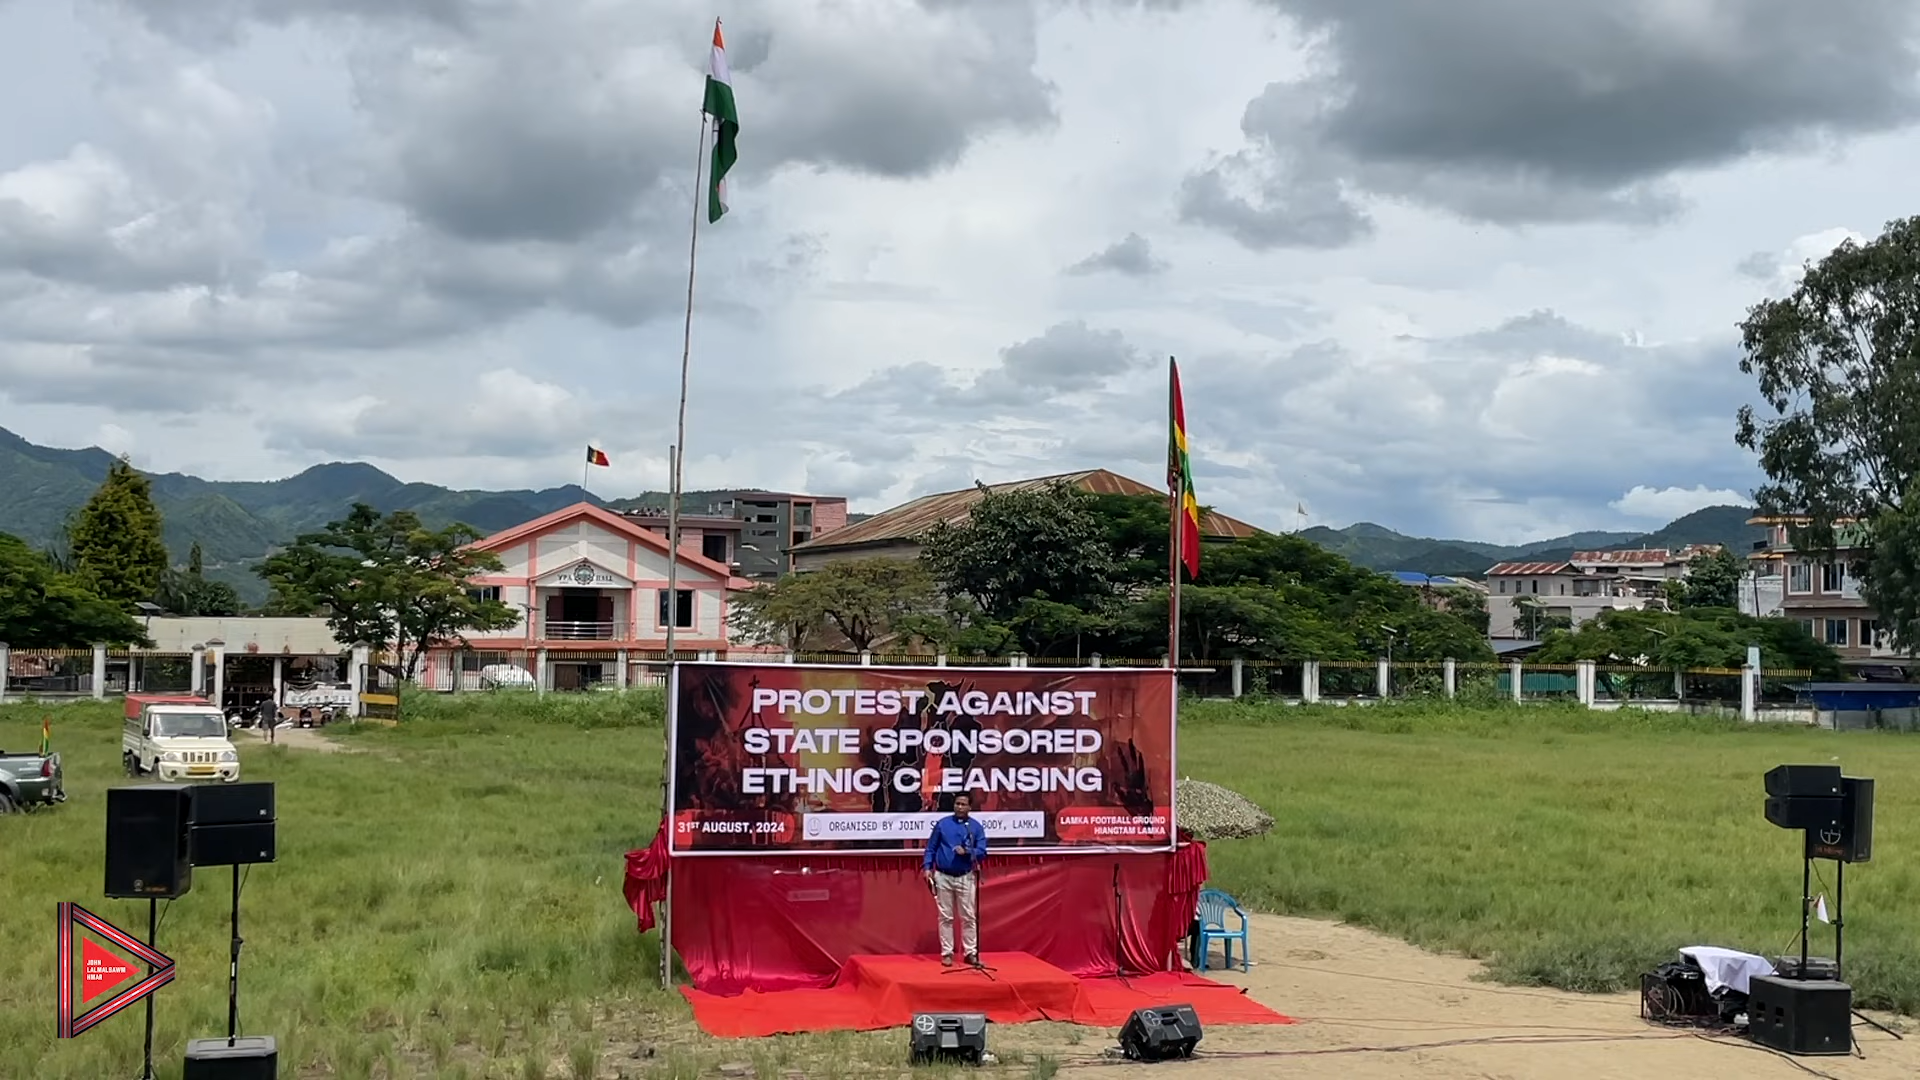 YPA HALL
PROTEST AGAINST
STATE SPONSORED
ETHNIC CLEANSING
31ST AUGUST, 2024
ORGANISED BY JOINT BODY, LAMKA
LAMKA FOOTBALL GROUND
HIANGTAM LAMKA
JOHN
LALMALSAWM
HMAR